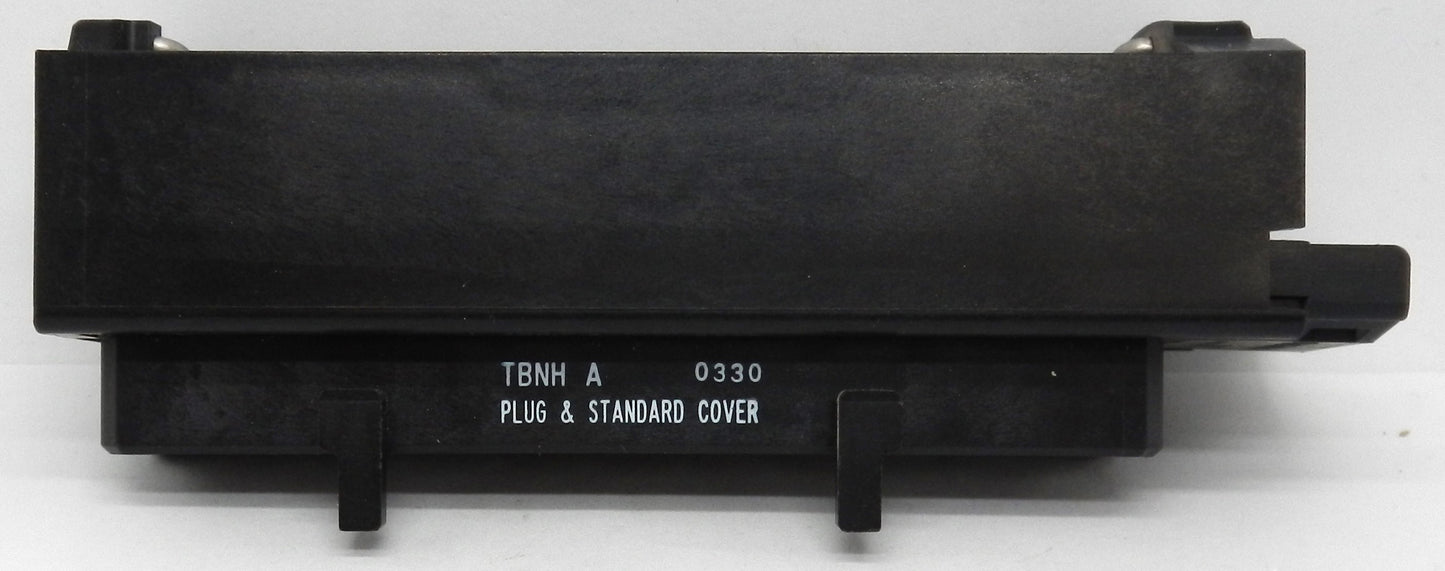 TBNH A 0330
PLUG & STANDARD COVER